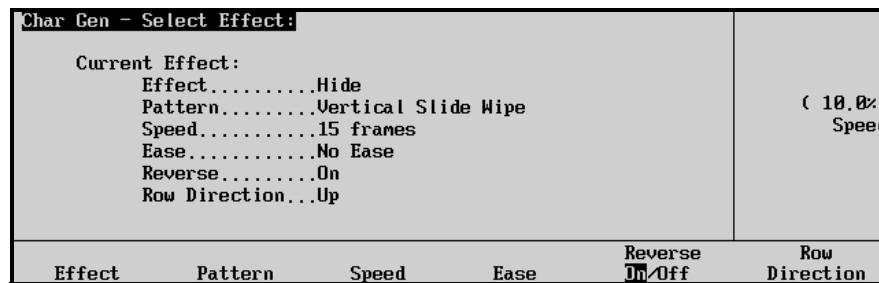 Char Gen - Select Effect:
Current Effect:
Effect..........Hide
Pattern.........Vertical Slide Wipe
Speed...........15 frames
Ease............No Ease
Reverse.........On
Row Direction...Up
( 10.0%
Spee
Effect Pattern Speed Ease Reverse On/Off Row Direction